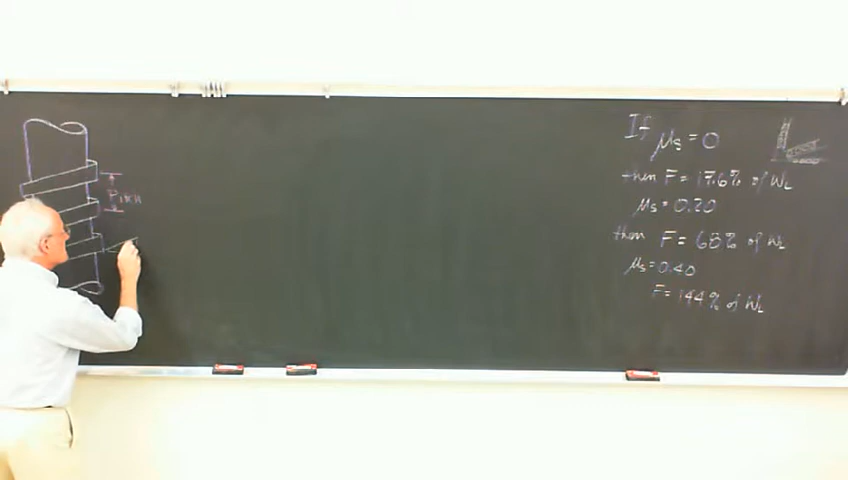 Pitch
If
μs = 0
then F = 17.6% of WL
μs = 0.20
then F = 68% of WL
μs = 0.40
F = 144% of WL